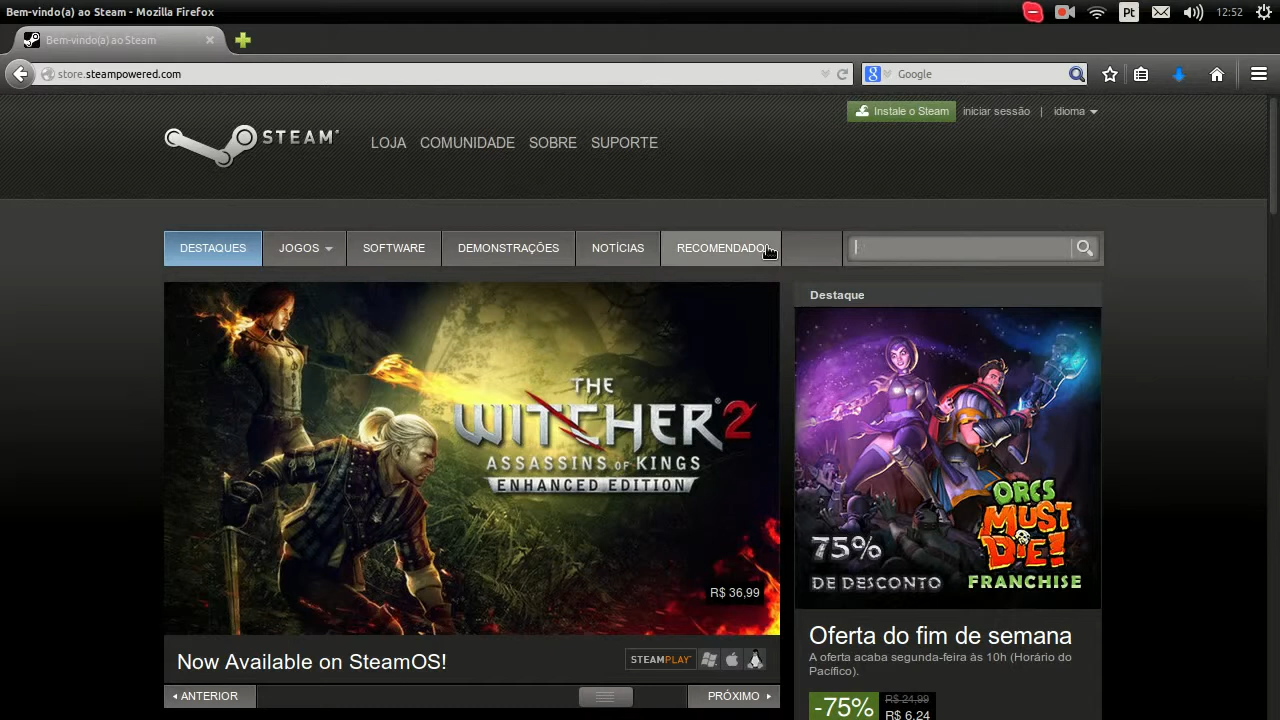 Bem-vindo(a) ao Steam - Mozilla Firefox
Pt
12:52
Bem-vindo(a) ao Steam
store.steampowered.com
Google
Instale o Steam
iniciar sessão | idioma
STEAM
LOJA COMUNIDADE SOBRE SUPORTE
DESTAQUES JOGOS SOFTWARE DEMONSTRAÇÕES NOTÍCIAS RECOMENDADO
THE
WITCHER 2
ASSASSINS OF KINGS
ENHANCED EDITION
R$ 36,99
Now Available on SteamOS!
STEAMPLAY
ANTERIOR
PRÓXIMO
Destaque
75%
DE DESCONTO
ORCS
MUST
DIE!
FRANCHISE
Oferta do fim de semana
A oferta acaba segunda-feira às 10h (Horário do
Pacífico).
-75%
R$ 24,99
R$ 6,24